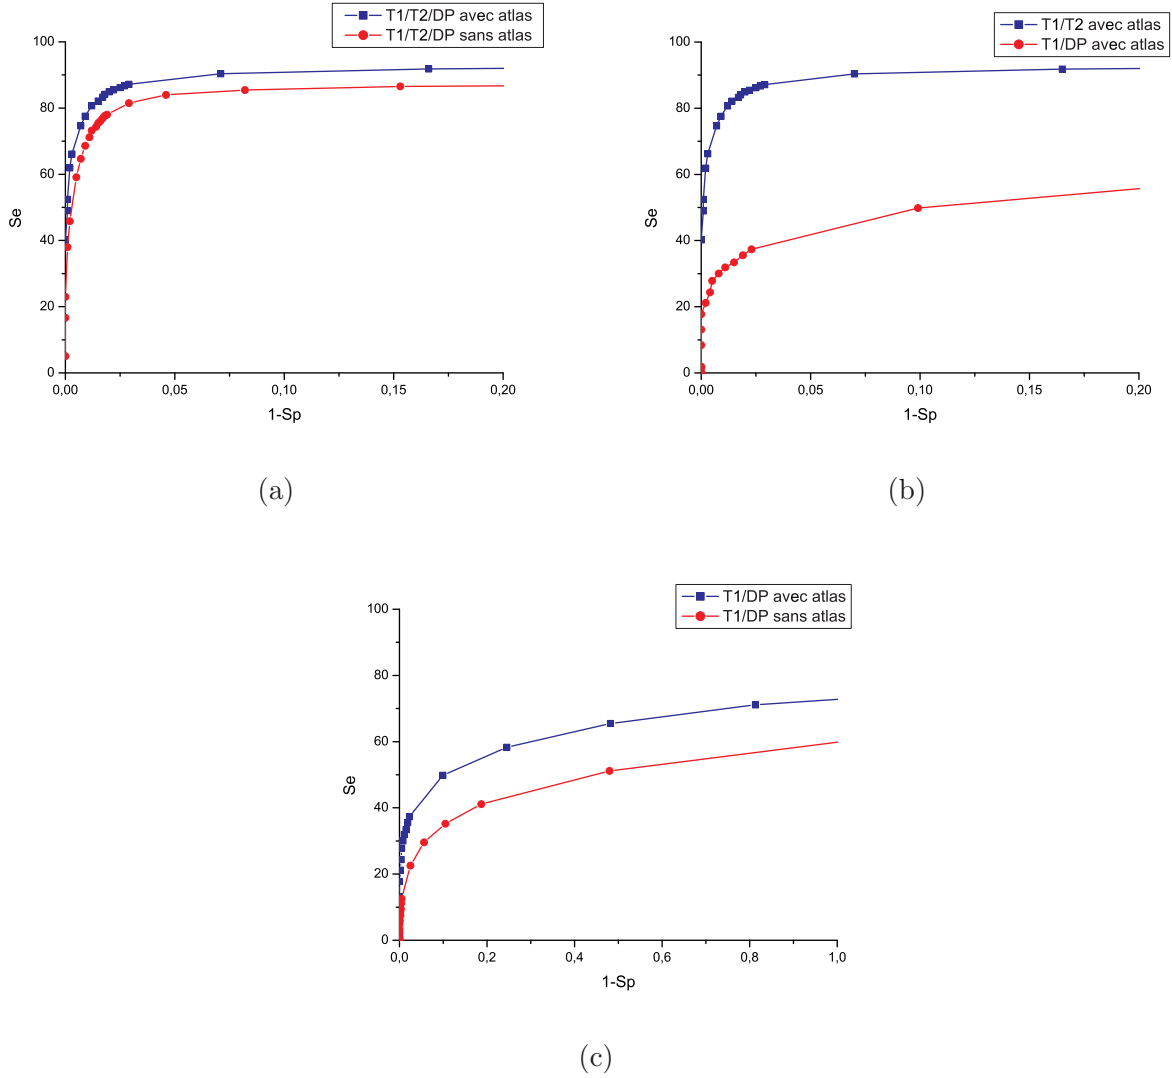 T1/T2/DP avec atlas
T1/T2/DP sans atlas
100
80
60
40
20
0
Se
0,00 0,05 0,10 0,15 0,20
1-Sp
(a)
T1/T2 avec atlas
T1/DP avec atlas
100
80
60
40
20
0
Se
0,00 0,05 0,10 0,15 0,20
1-Sp
(b)
T1/DP avec atlas
T1/DP sans atlas
100
80
60
40
20
0
Se
0,0 0,2 0,4 0,6 0,8 1,0
1-Sp
(c)